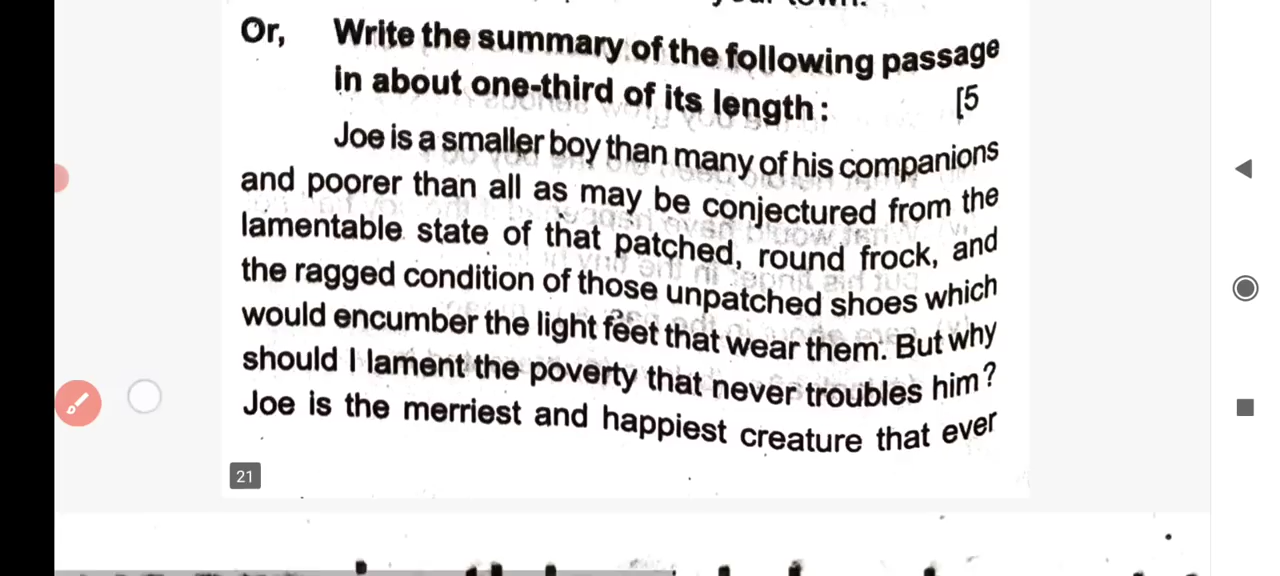 Or, Write the summary of the following passage
in about one-third of its length : [5
Joe is a smaller boy than many of his companions
and poorer than all as may be conjectured from the
lamentable state of that patched, round frock, and
the ragged condition of those unpatched shoes which
would encumber the light feet that wear them. But why
should I lament the poverty that never troubles him?
Joe is the merriest and happiest creature that ever
21